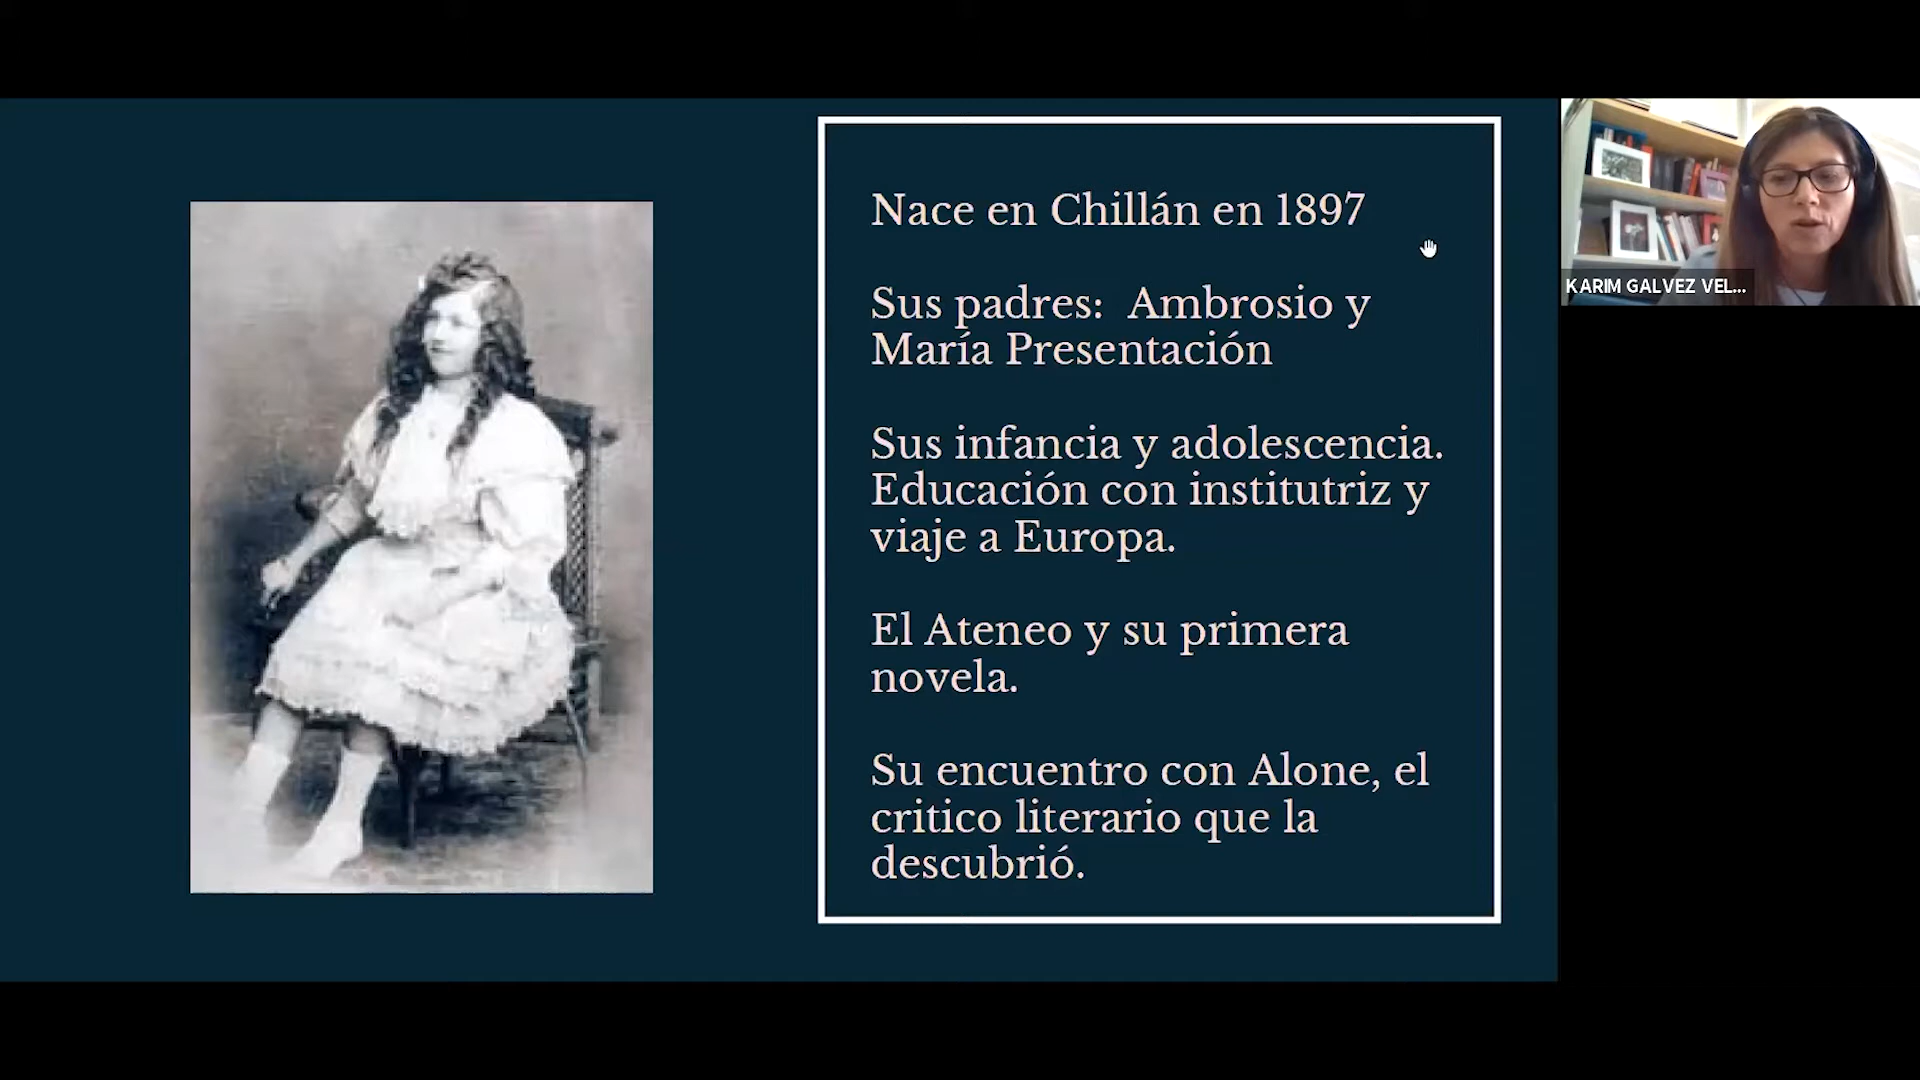 Nace en Chillán en 1897
Sus padres:  Ambrosio y
María Presentación
Sus infancia y adolescencia.
Educación con institutriz y
viaje a Europa.
El Ateneo y su primera
novela.
Su encuentro con Alone, el
critico literario que la
descubrió.
KARIM GALVEZ VEL...